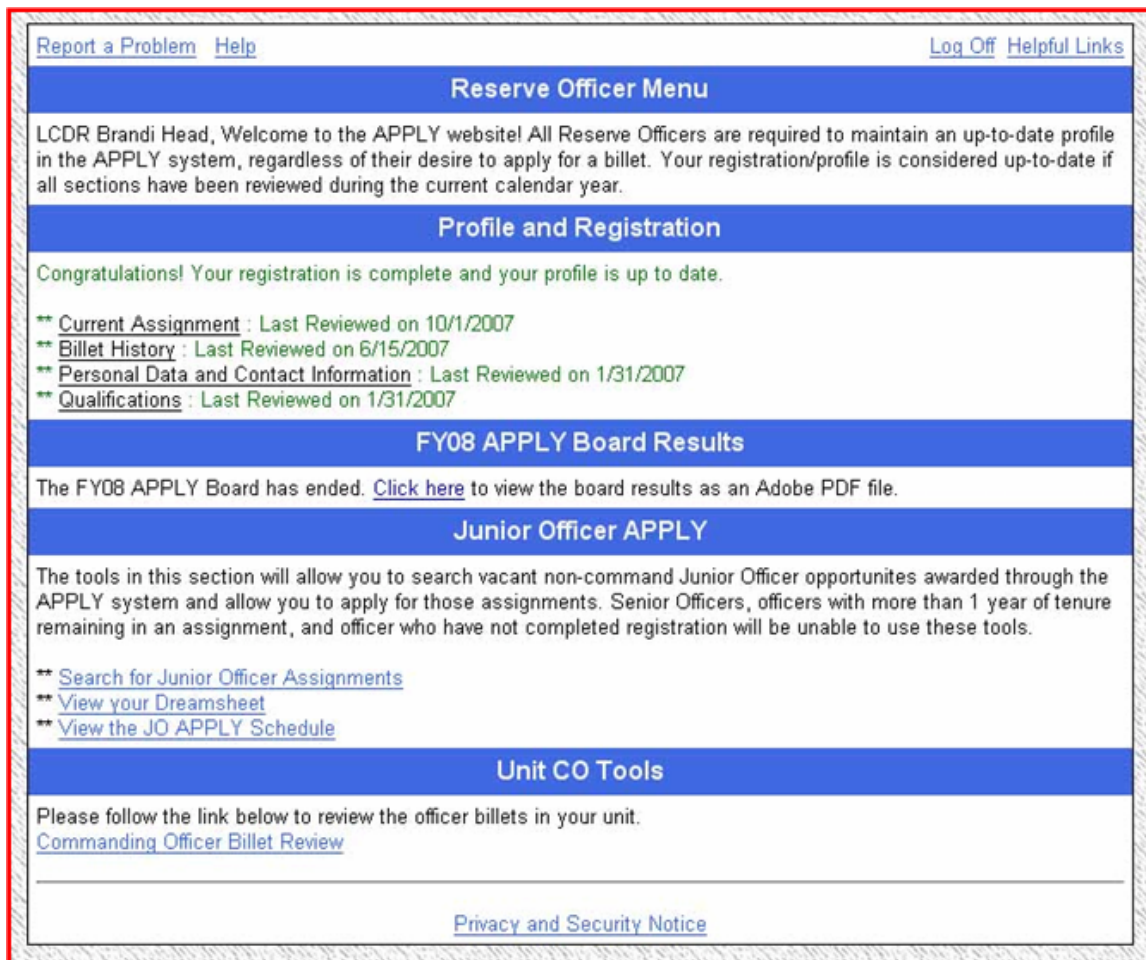 Report a Problem Help Log Off Helpful Links
Reserve Officer Menu
LCDR Brandi Head, Welcome to the APPLY website! All Reserve Officers are required to maintain an up-to-date profile
in the APPLY system, regardless of their desire to apply for a billet. Your registration/profile is considered up-to-date if
all sections have been reviewed during the current calendar year.
Profile and Registration
Congratulations! Your registration is complete and your profile is up to date.
** Current Assignment : Last Reviewed on 10/1/2007
** Billet History : Last Reviewed on 6/15/2007
** Personal Data and Contact Information : Last Reviewed on 1/31/2007
** Qualifications : Last Reviewed on 1/31/2007
FY08 APPLY Board Results
The FY08 APPLY Board has ended. Click here to view the board results as an Adobe PDF file.
Junior Officer APPLY
The tools in this section will allow you to search vacant non-command Junior Officer opportunites awarded through the
APPLY system and allow you to apply for those assignments. Senior Officers, officers with more than 1 year of tenure
remaining in an assignment, and officer who have not completed registration will be unable to use these tools.
** Search for Junior Officer Assignments
** View your Dreamsheet
** View the JO APPLY Schedule
Unit CO Tools
Please follow the link below to review the officer billets in your unit.
Commanding Officer Billet Review
Privacy and Security Notice